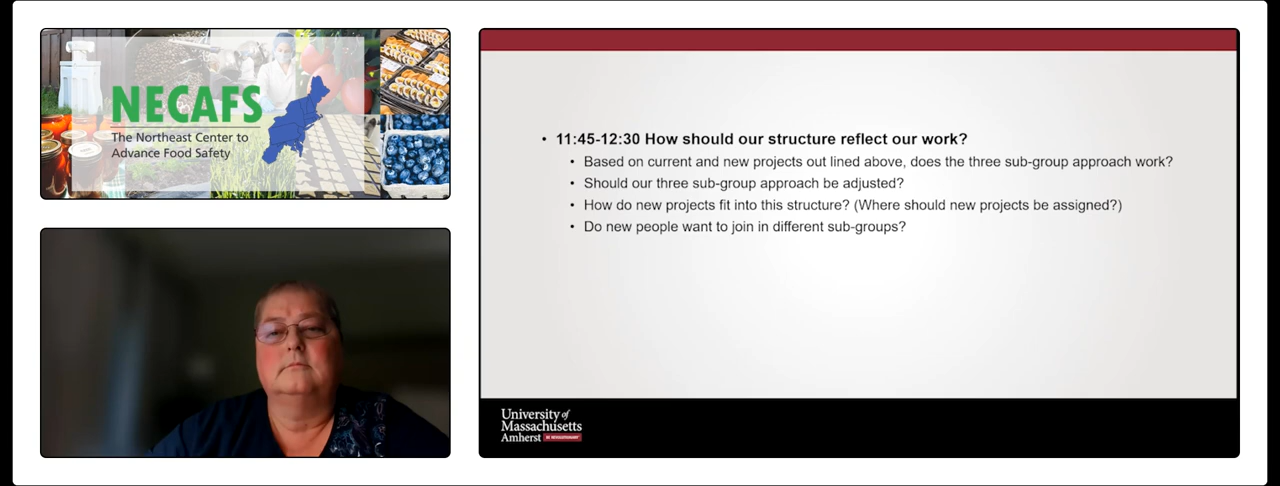 NECAFS
The Northeast Center to
Advance Food Safety
• 11:45-12:30 How should our structure reflect our work?
• Based on current and new projects out lined above, does the three sub-group approach work?
• Should our three sub-group approach be adjusted?
• How do new projects fit into this structure? (Where should new projects be assigned?)
• Do new people want to join in different sub-groups?
University of
Massachusetts
Amherst BE REVOLUTIONARY